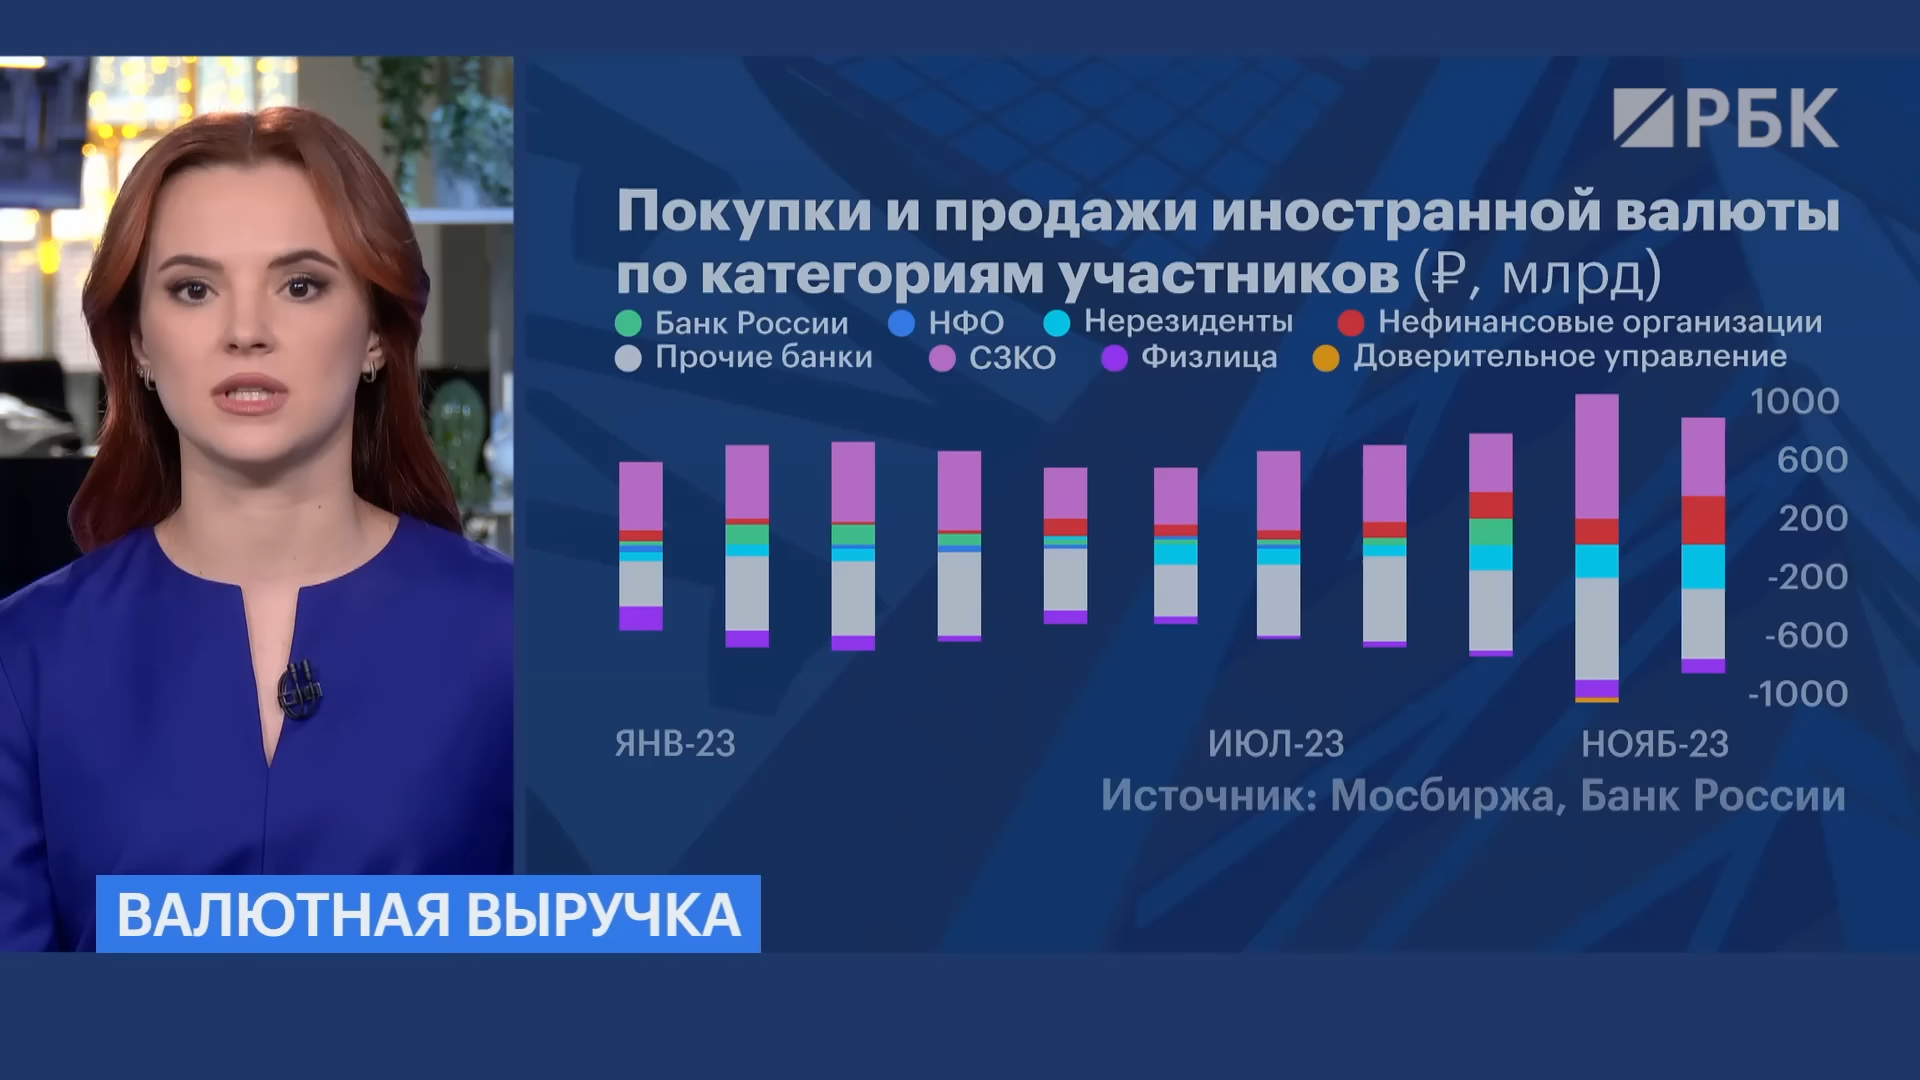 РБК
Покупки и продажи иностранной валюты
по категориям участников (₽, млрд)
Банк России НФО Нерезиденты Нефинансовые организации
Прочие банки СЗКО Физлица Доверительное управление
1000
600
200
-200
-600
-1000
ЯНВ-23 ИЮЛ-23 НОЯБ-23
Источник: Мосбиржа, Банк России
ВАЛЮТНАЯ ВЫРУЧКА